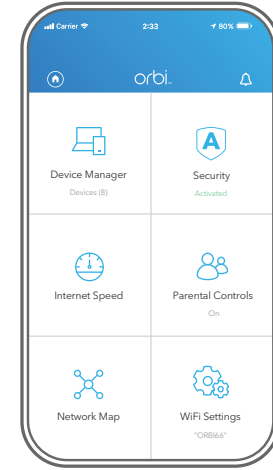 Carrier 2:33 80%
orbi™
Device Manager
Devices (8)
A
Security
Activated
Internet Speed
Parental Controls
On
Network Map
WiFi Settings
"ORBI66"